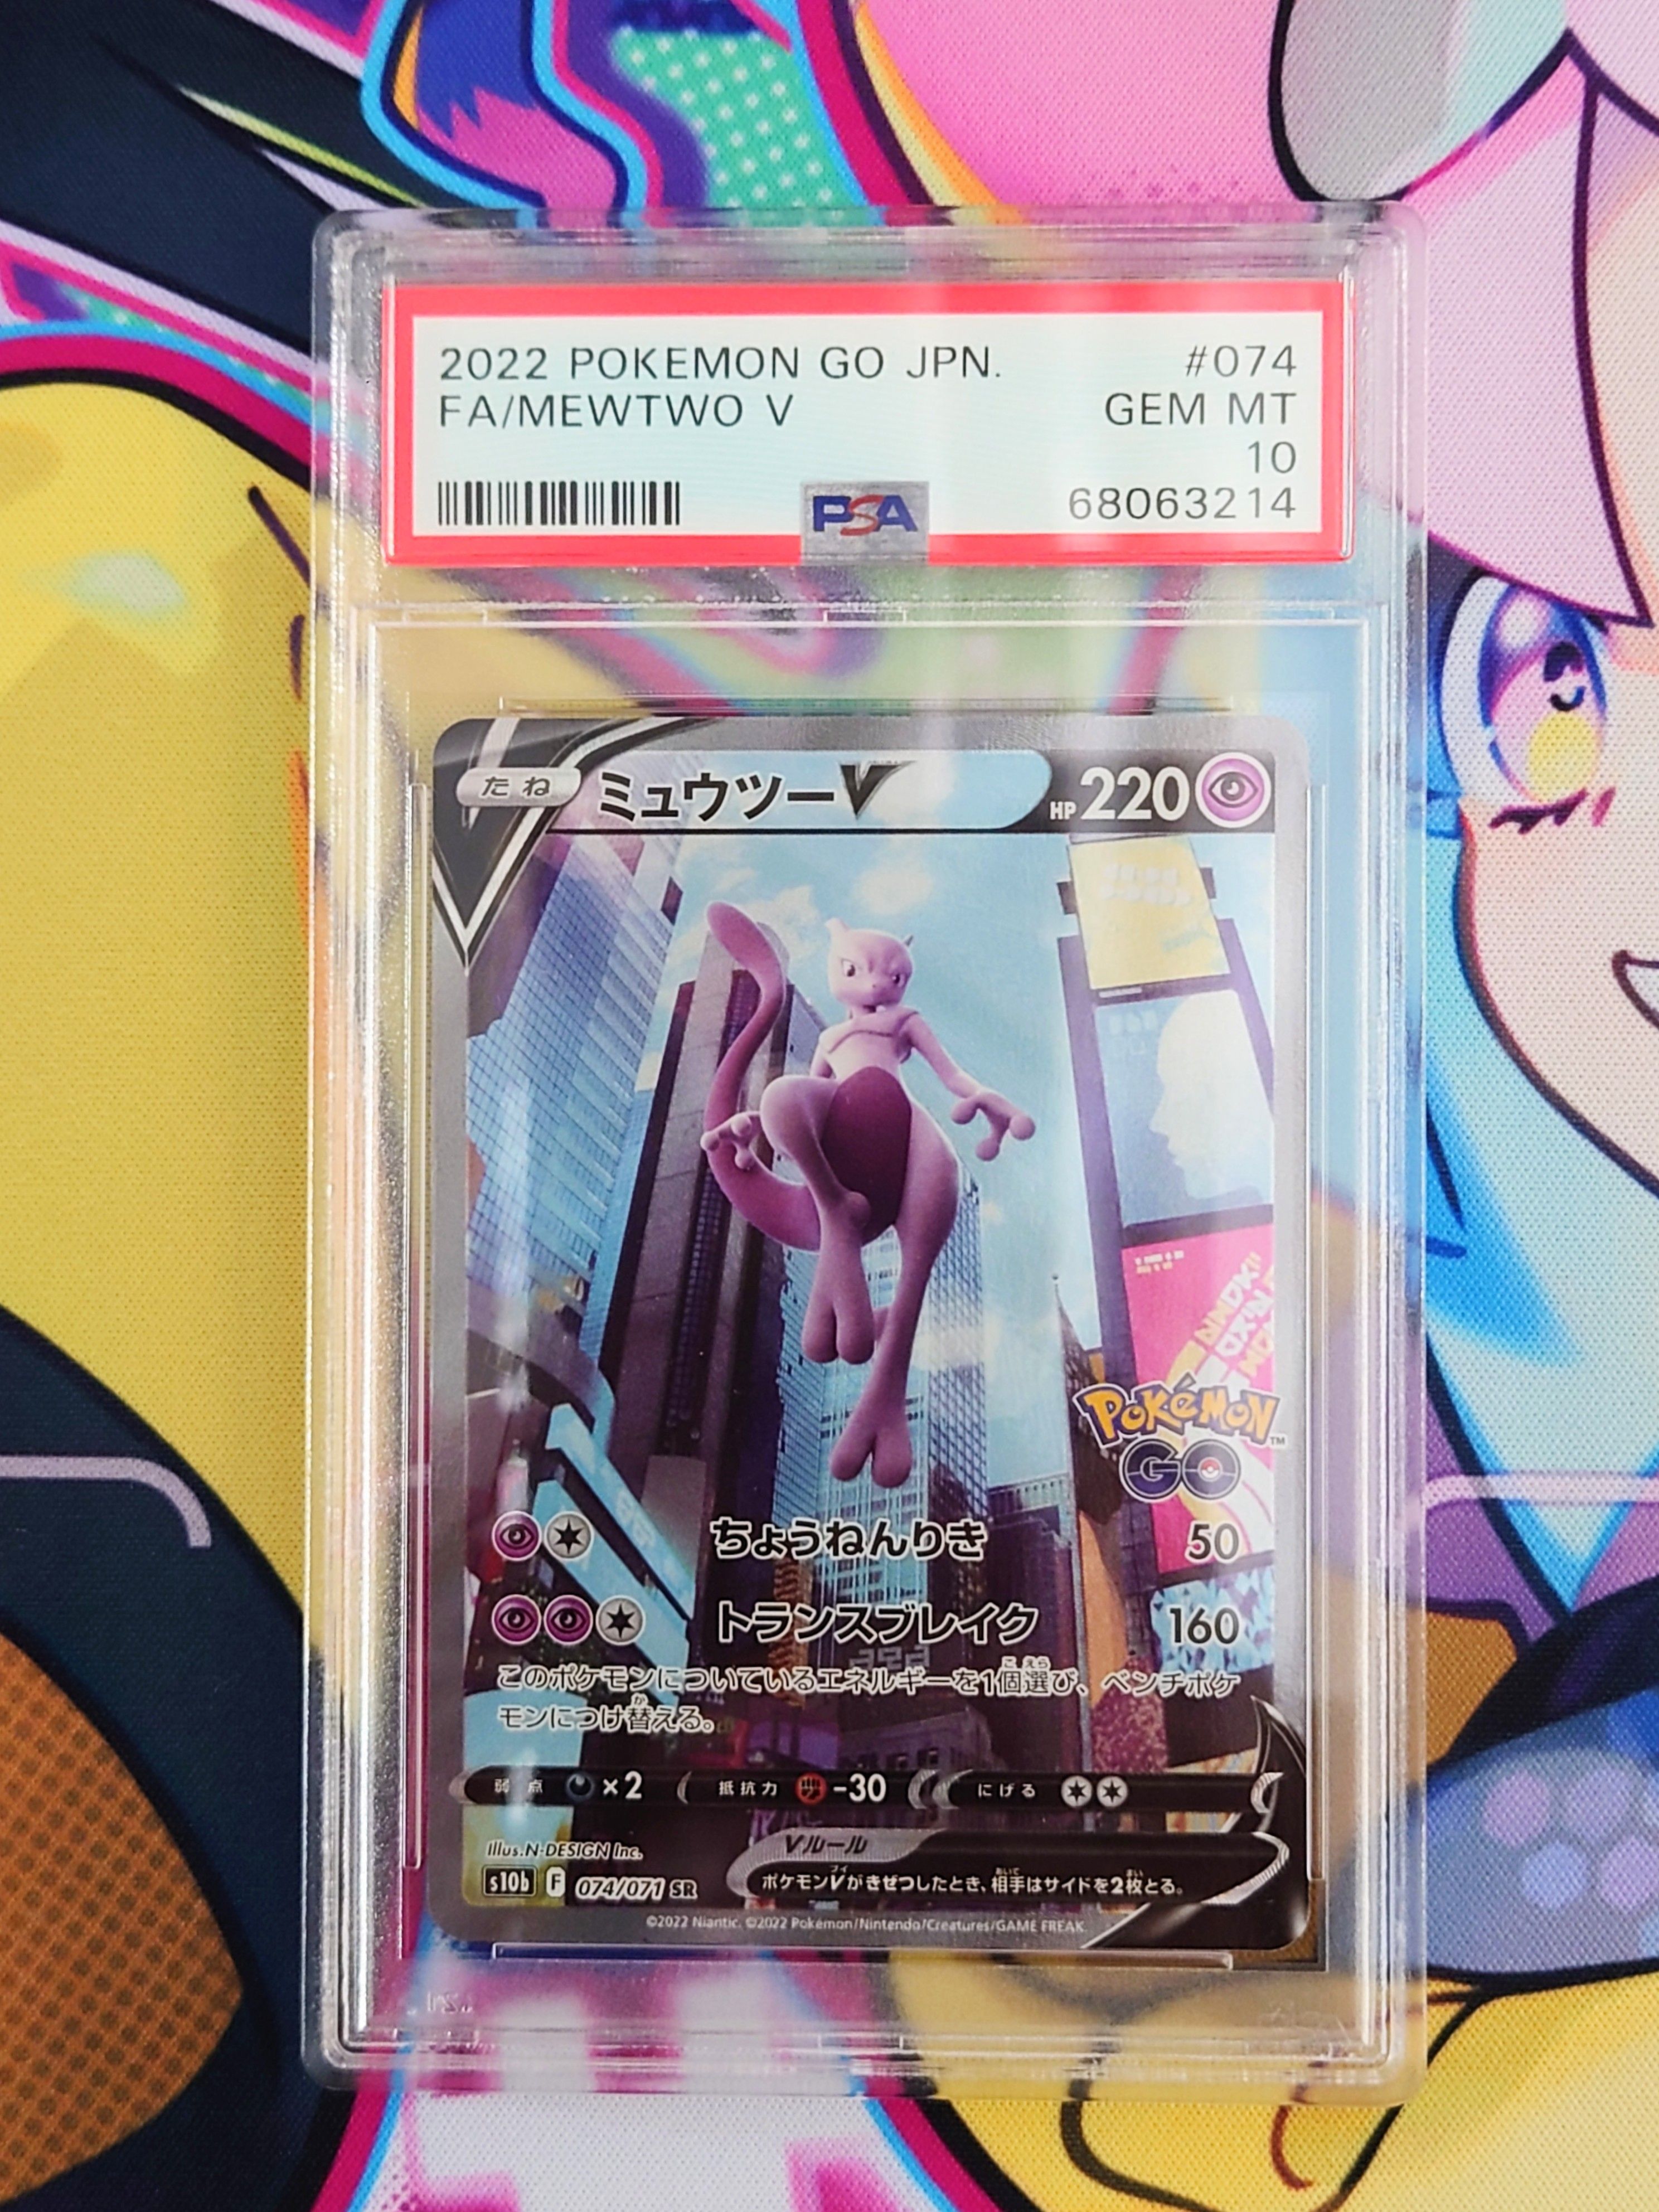 2022 POKEMON GO JPN. #074
FA/MEWTWO V GEM MT
10
68063214
PSA
たね ミュウツーV HP 220
Pokémon GO™
ちょうねんりき 50
トランスブレイク 160
このポケモンについているエネルギーを1個選び、ベンチポケ
モンにつけ替える。
弱点 ×2 抵抗力 -30 にげる
Illus.N-DESIGN Inc.
Vルール
s10b F 074/071 SR
ポケモンVがきぜつしたとき、相手はサイドを2枚とる。
©2022 Niantic. ©2022 Pokémon/Nintendo/Creatures/GAME FREAK.